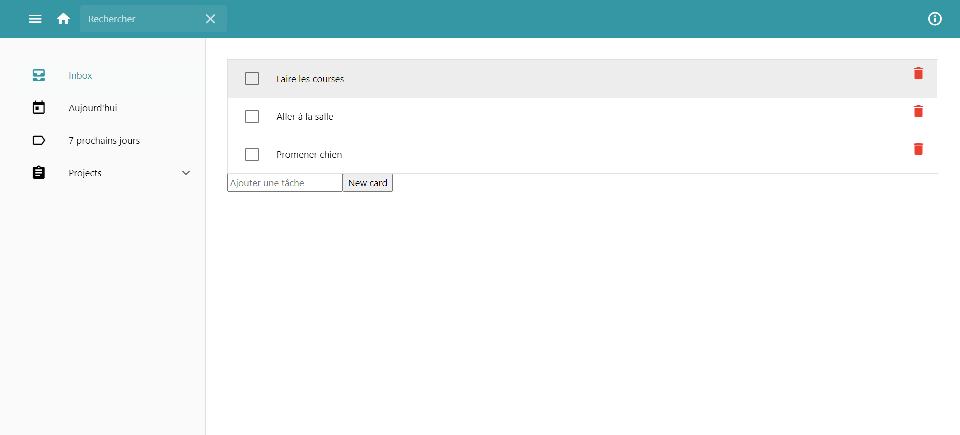 Rechercher
Inbox
Aujourd'hui
7 prochains jours
Projects
Faire les courses
Aller à la salle
Promener chien
Ajouter une tâche
New card